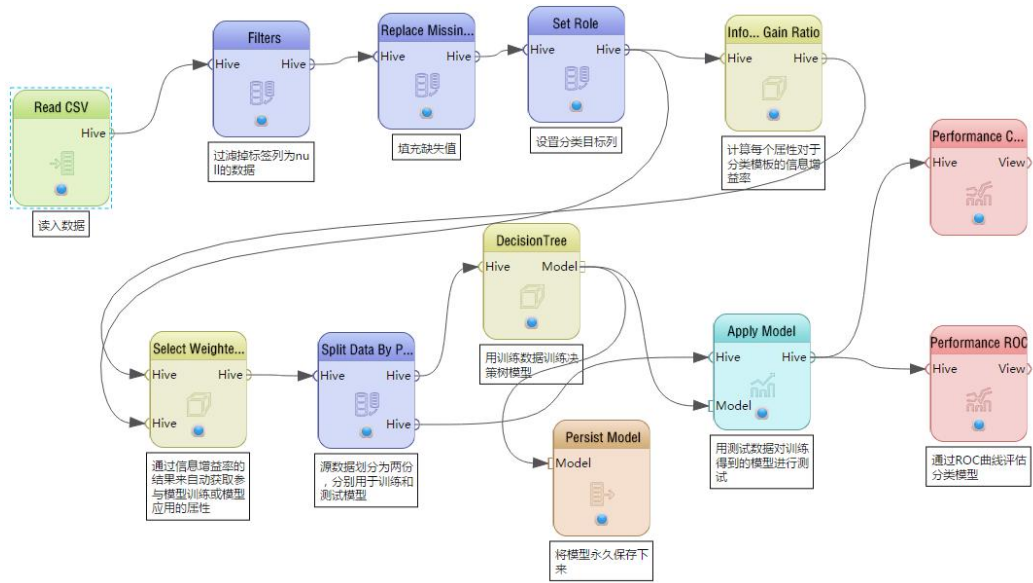 Read CSV
Hive
读入数据
Filters
Hive
Hive
过滤掉标签列为nu
ll的数据
Replace Missin...
Hive
Hive
填充缺失值
Set Role
Hive
Hive
设置分类目标列
Info... Gain Ratio
Hive
Hive
计算每个属性对于
分类模板的信息增
益率
Performance C...
Hive
View
Select Weighte...
Hive
Hive
Hive
通过信息增益率的
结果来自动获取参
与模型训练或模型
应用的属性
Split Data By P...
Hive
Hive
Hive
源数据划分为两份
，分别用于训练和
测试模型
DecisionTree
Hive
Model
用训练数据训练决
策树模型
Persist Model
Model
将模型永久保存下
来
Apply Model
Hive
Hive
Model
用测试数据对训练
得到的模型进行测
试
Performance ROC
Hive
View
通过ROC曲线评估
分类模型